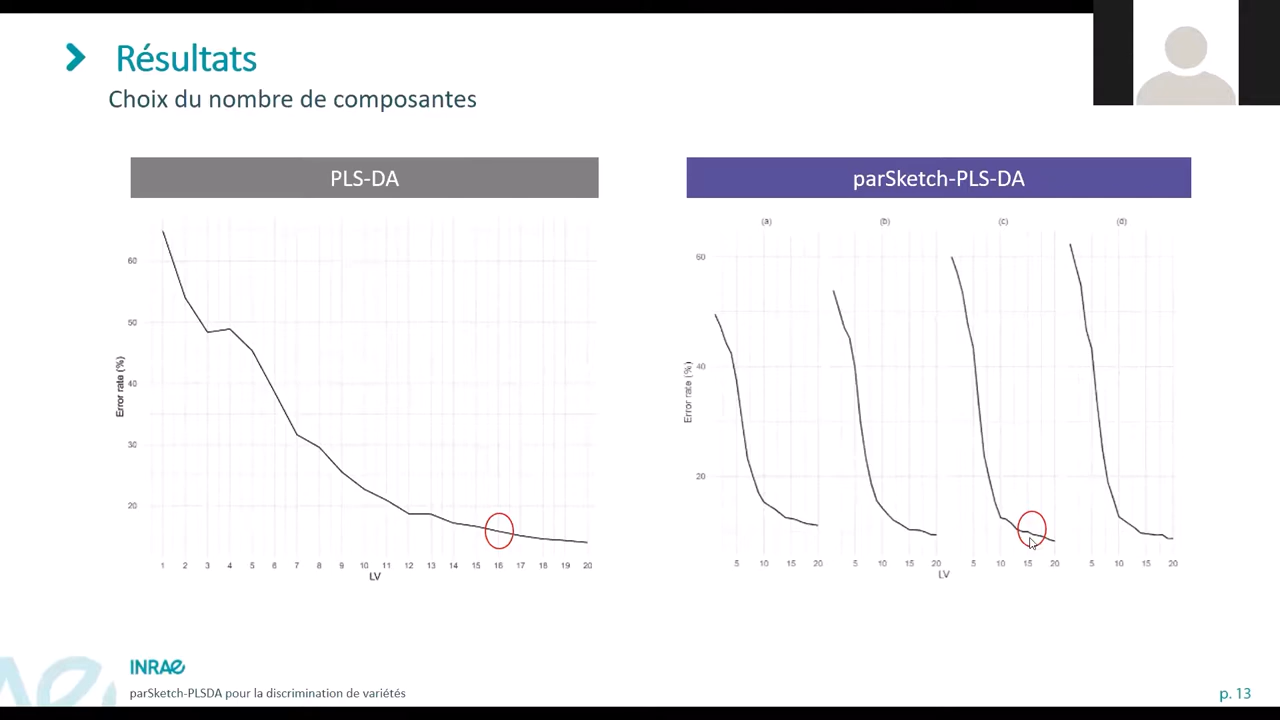 Résultats
Choix du nombre de composantes
PLS-DA
parSketch-PLS-DA
60
50
40
30
20
Error rate (%)
1 2 3 4 5 6 7 8 9 10 11 12 13 14 15 16 17 18 19 20
LV
(a) (b) (c) (d)
60
40
20
Error rate (%)
5 10 15 20 5 10 15 20 5 10 15 20 5 10 15 20
LV
INRAE
parSketch-PLSDA pour la discrimination de variétés
p. 13